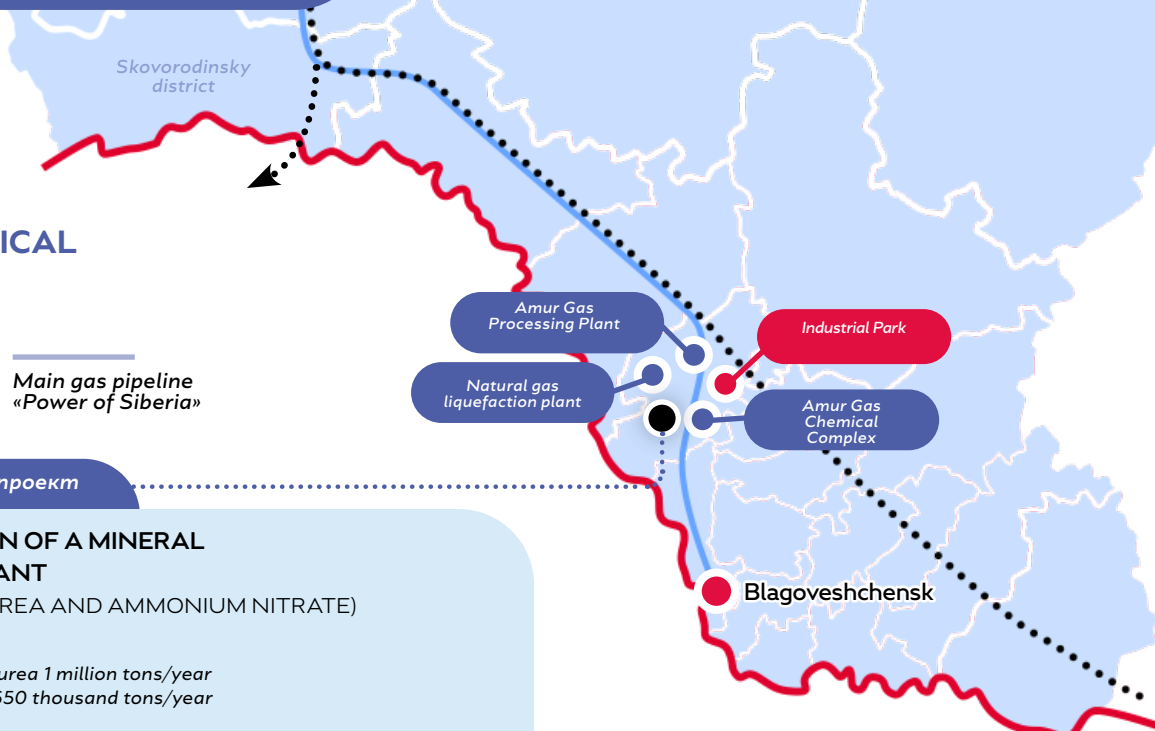 Skovorodinsky
district
ICAL
Amur Gas
Processing Plant
Industrial Park
Main gas pipeline
«Power of Siberia»
Natural gas
liquefaction plant
Amur Gas
Chemical
Complex
проект
N OF A MINERAL
ANT
REA AND AMMONIUM NITRATE)
Blagoveshchensk
urea 1 million tons/year
550 thousand tons/year